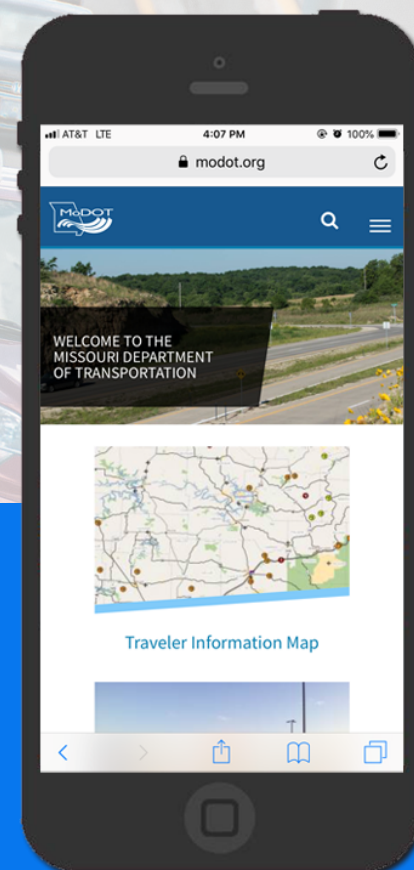 AT&T LTE
4:07 PM
100%
modot.org
MoDOT
WELCOME TO THE
MISSOURI DEPARTMENT
OF TRANSPORTATION
Traveler Information Map